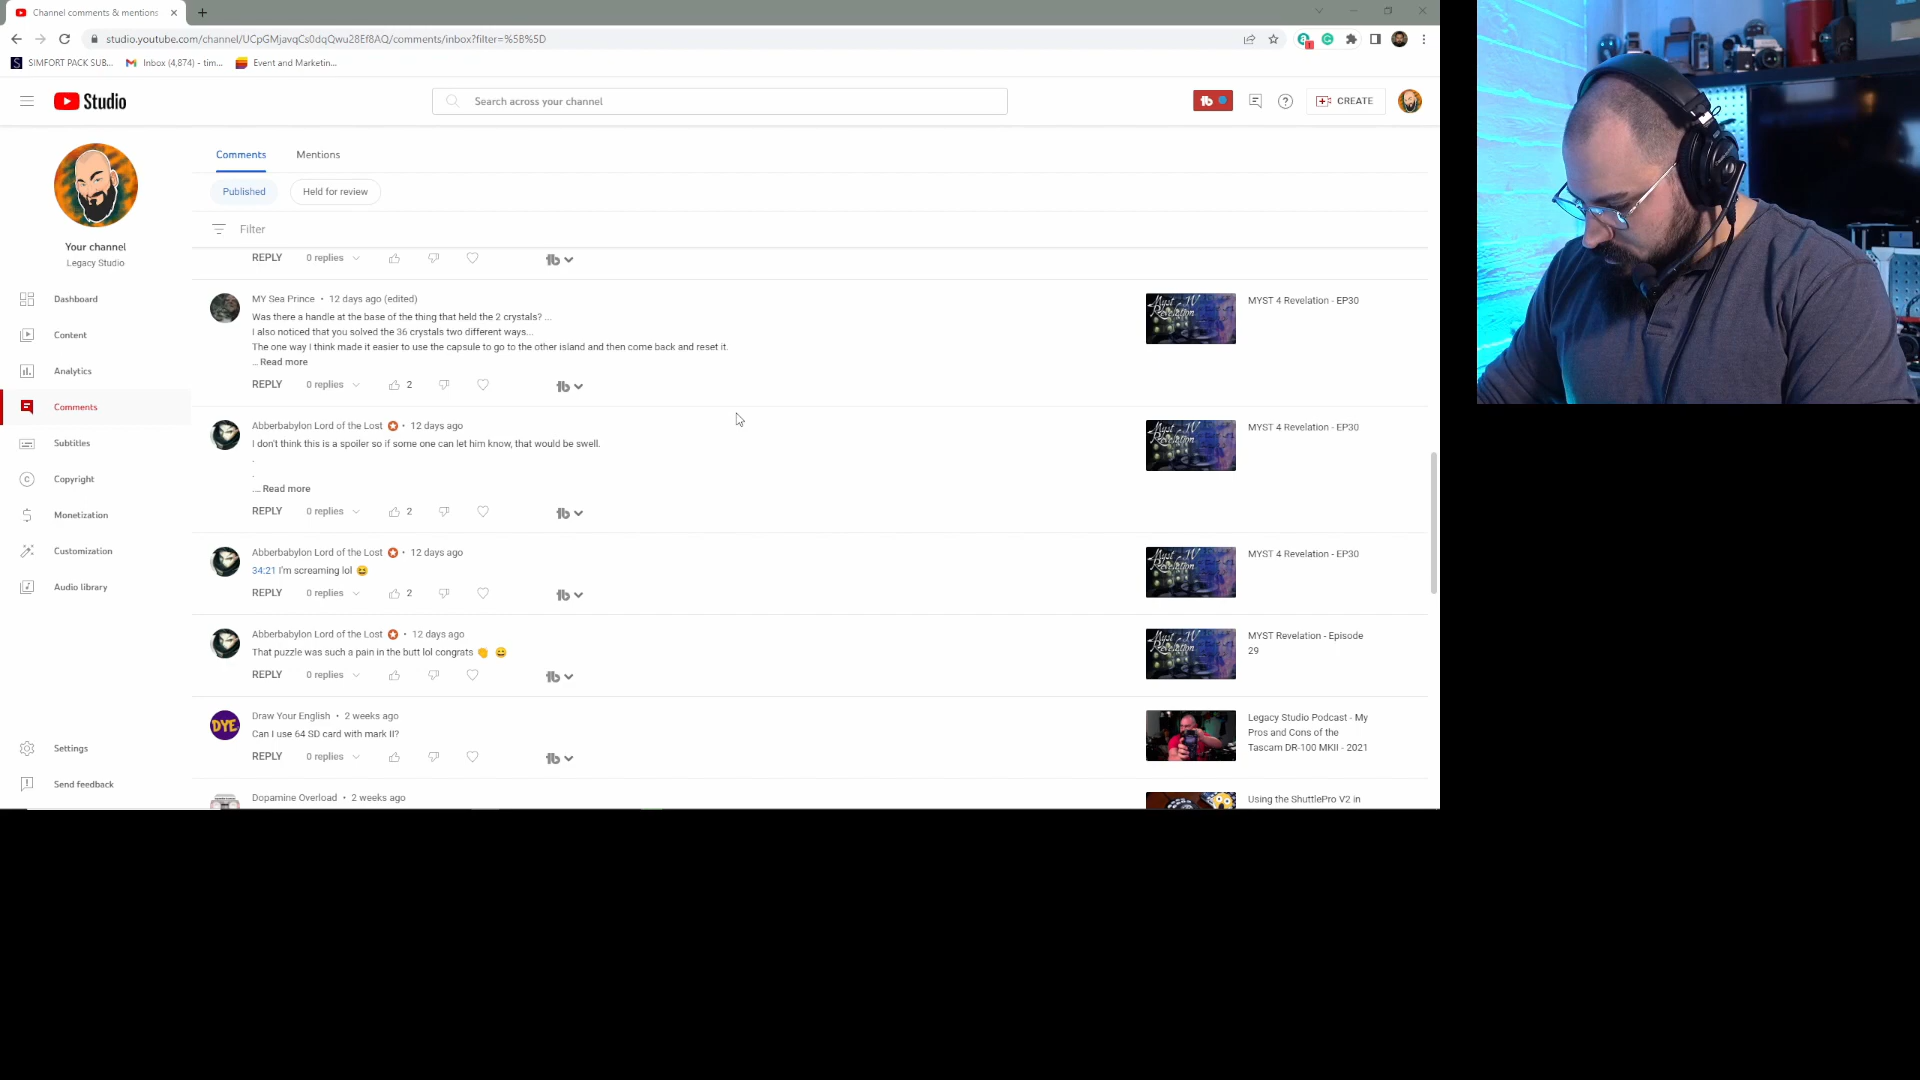 Channel comments & mentions
studio.youtube.com/channel/UCpGMjavqCs0dqQwu28Ef8AQ/comments/inbox?filter=%5B%5D
SIMFORT PACK SUB... Inbox (4,874) - tim... Event and Marketin...
Studio
Search across your channel
CREATE
Your channel
Legacy Studio
Dashboard
Content
Analytics
Comments
Subtitles
Copyright
Monetization
Customization
Audio library
Settings
Send feedback
Comments Mentions
Published Held for review
Filter
REPLY 0 replies
MY Sea Prince • 12 days ago (edited)
Was there a handle at the base of the thing that held the 2 crystals? ...
I also noticed that you solved the 36 crystals two different ways...
The one way I think made it easier to use the capsule to go to the other island and then come back and reset it.
... Read more
REPLY 0 replies 2
MYST 4 Revelation - EP30
Abberbabylon Lord of the Lost • 12 days ago
I don't think this is a spoiler so if some one can let him know, that would be swell.
.
.
.... Read more
REPLY 0 replies 2
MYST 4 Revelation - EP30
Abberbabylon Lord of the Lost • 12 days ago
34:21 I'm screaming lol 😆
REPLY 0 replies 2
MYST 4 Revelation - EP30
Abberbabylon Lord of the Lost • 12 days ago
That puzzle was such a pain in the butt lol congrats 👏 😄
REPLY 0 replies
MYST Revelation - Episode
29
DYE
Draw Your English • 2 weeks ago
Can I use 64 SD card with mark II?
REPLY 0 replies
Legacy Studio Podcast - My
Pros and Cons of the
Tascam DR-100 MKII - 2021
Dopamine Overload • 2 weeks ago
Using the ShuttlePro V2 in